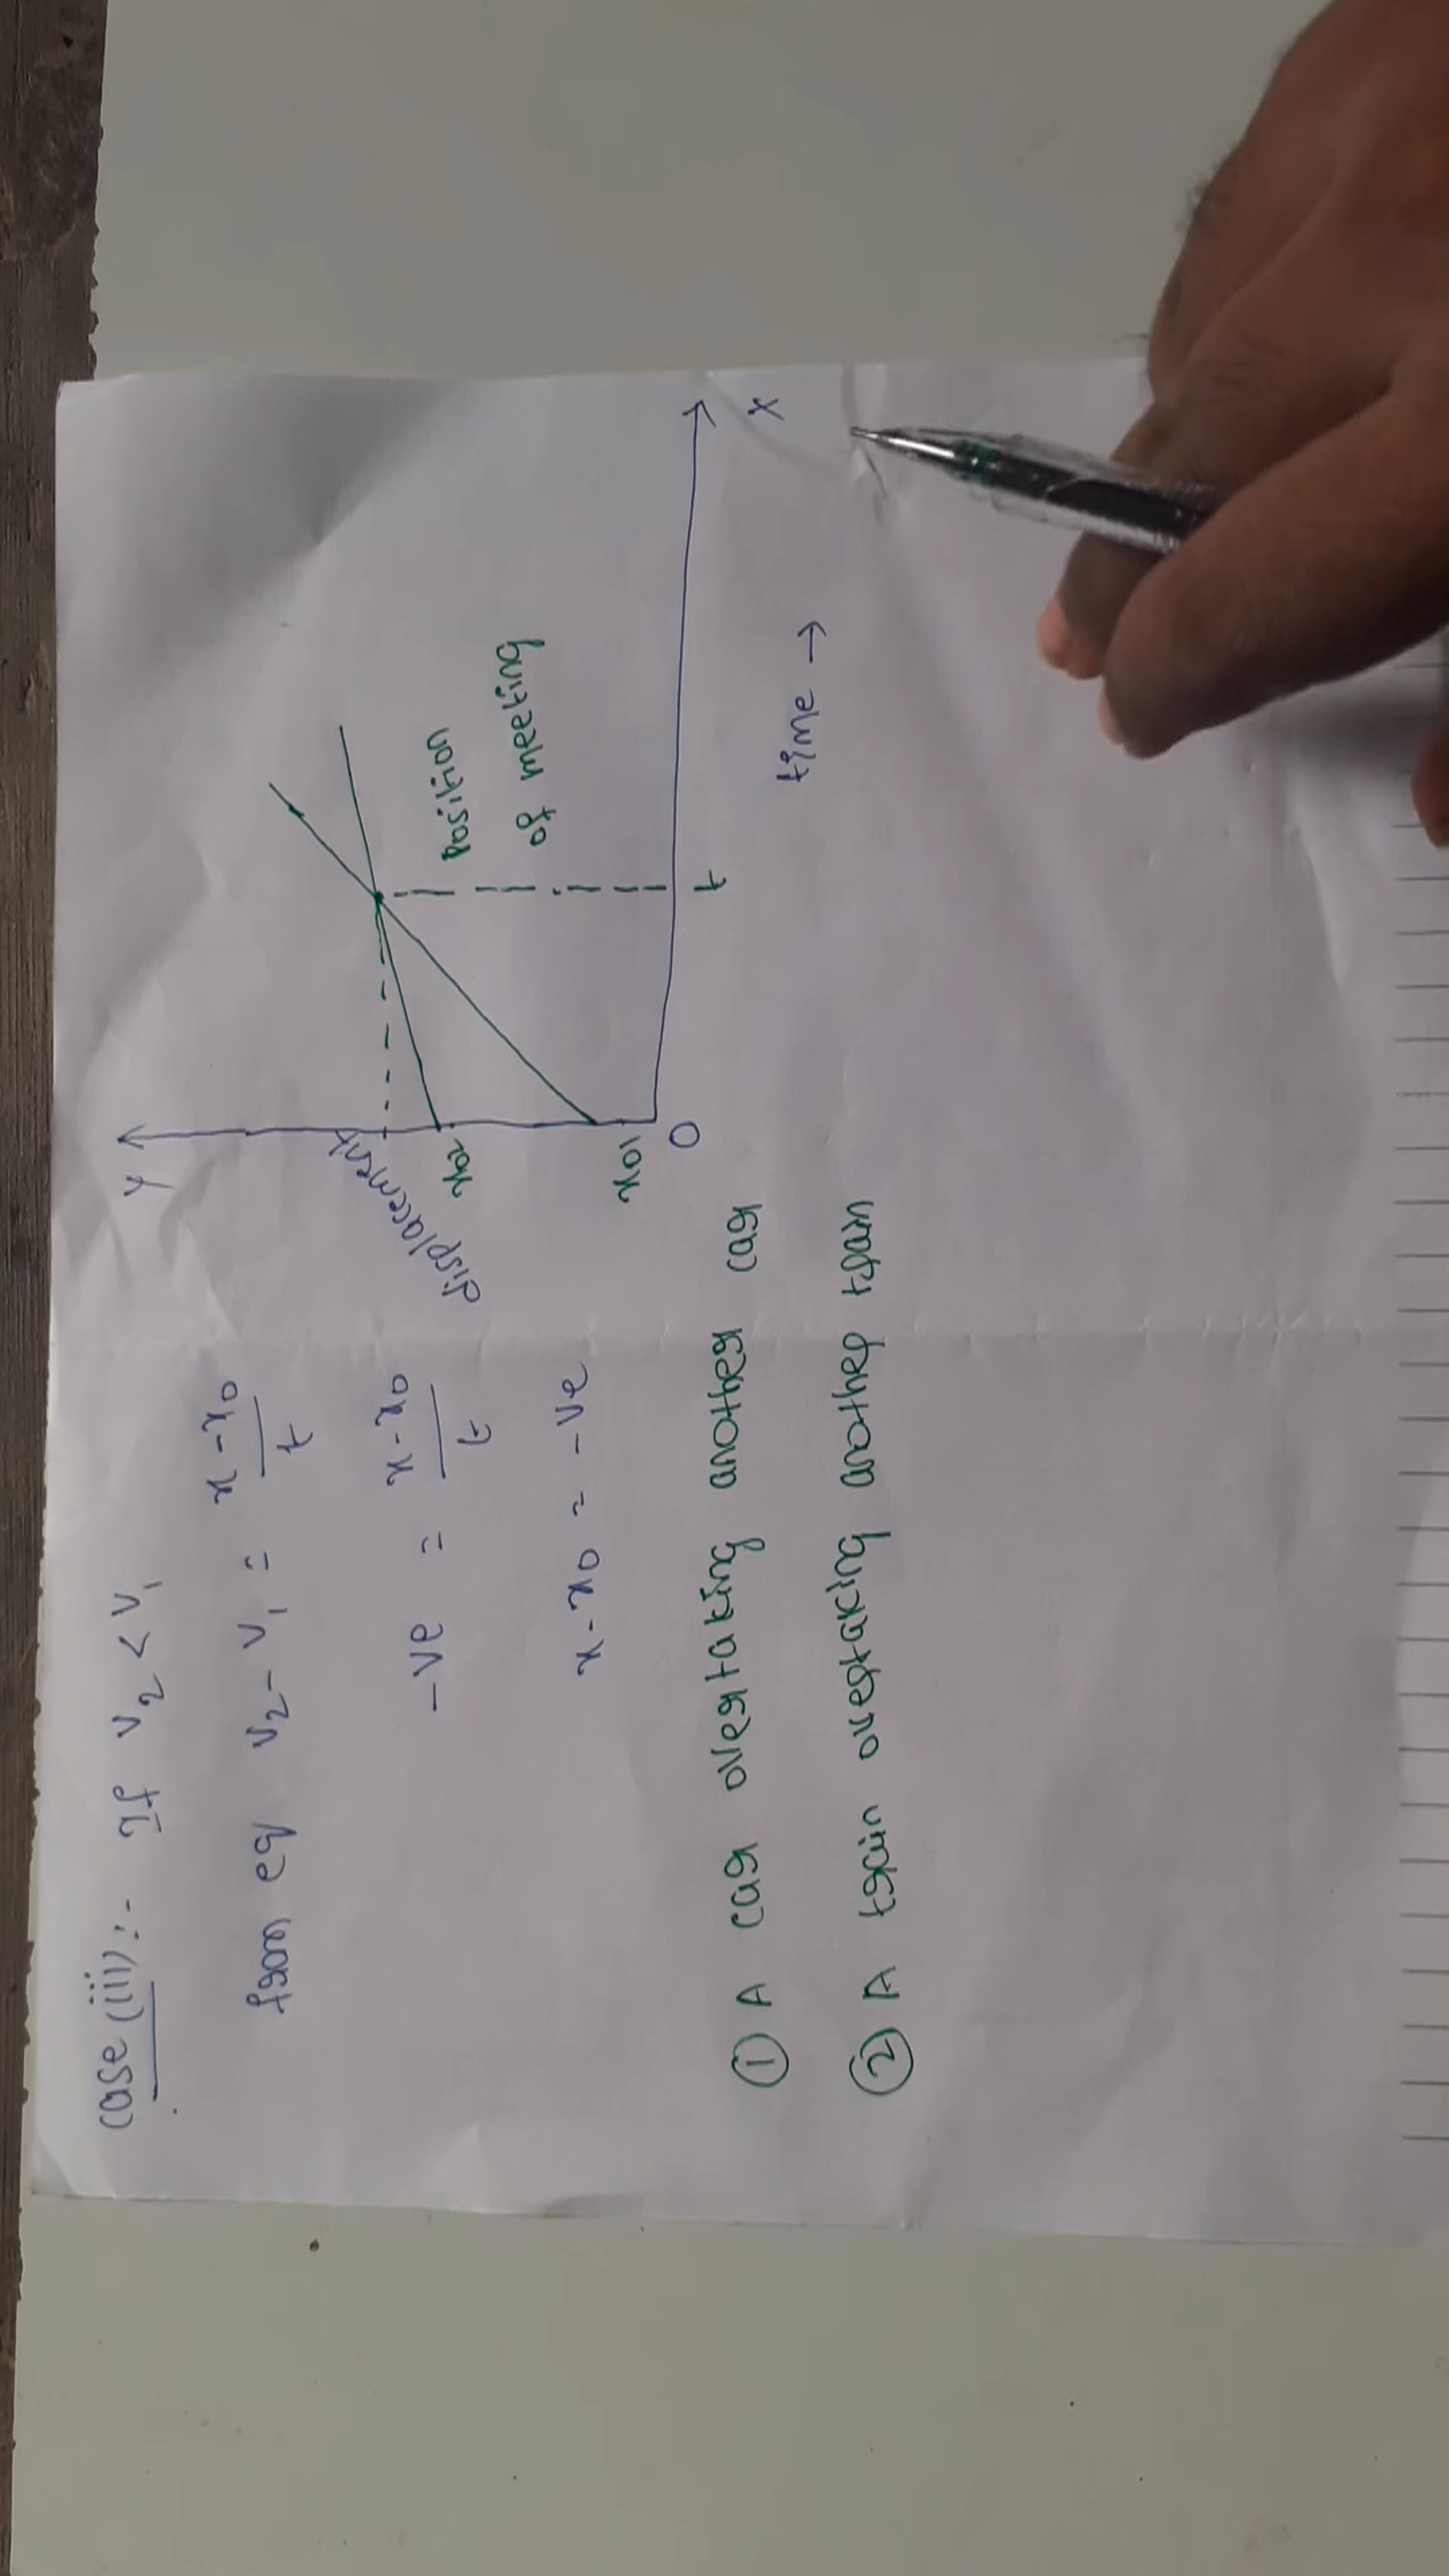 case (iii):- If v₂ < v₁
from eq v₂ - v₁ = x - x₀ / t
-ve = x - x₀ / t
x - x₀ = -ve
① A car overtaking another car
② A train overtaking another train
Y
displacement
x₀₂
x₀₁
O
position
of meeting
t
X
time →